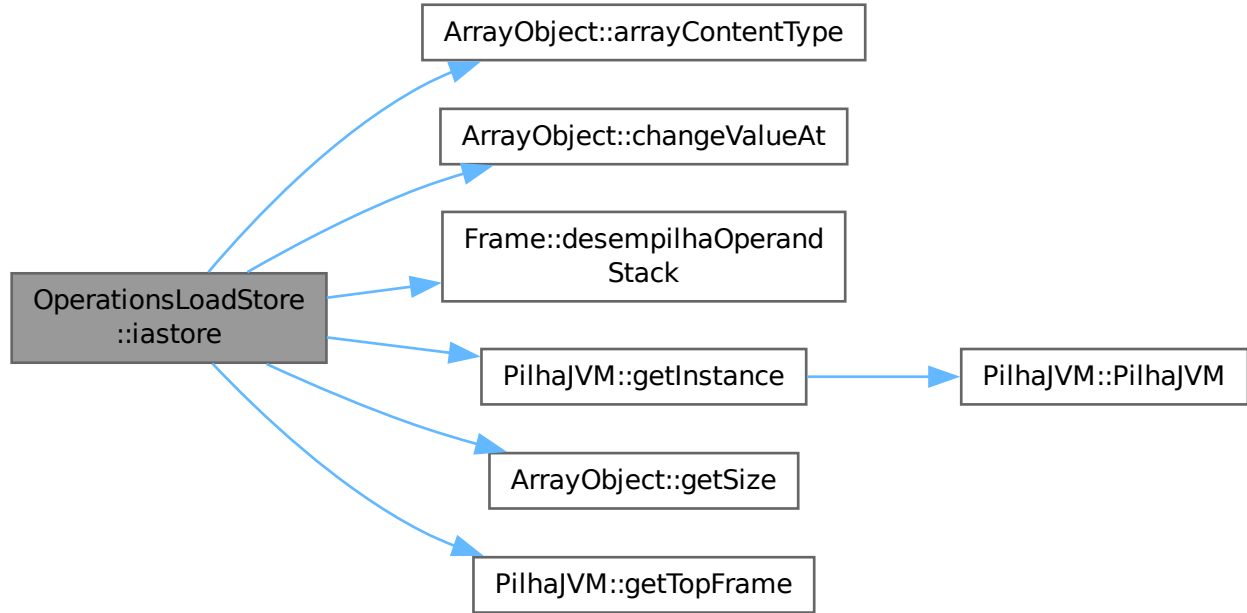 ArrayObject::arrayContentType
ArrayObject::changeValueAt
Frame::desempilhaOperand
Stack
OperationsLoadStore
::iastore
PilhaJVM::getInstance
PilhaJVM::PilhaJVM
ArrayObject::getSize
PilhaJVM::getTopFrame